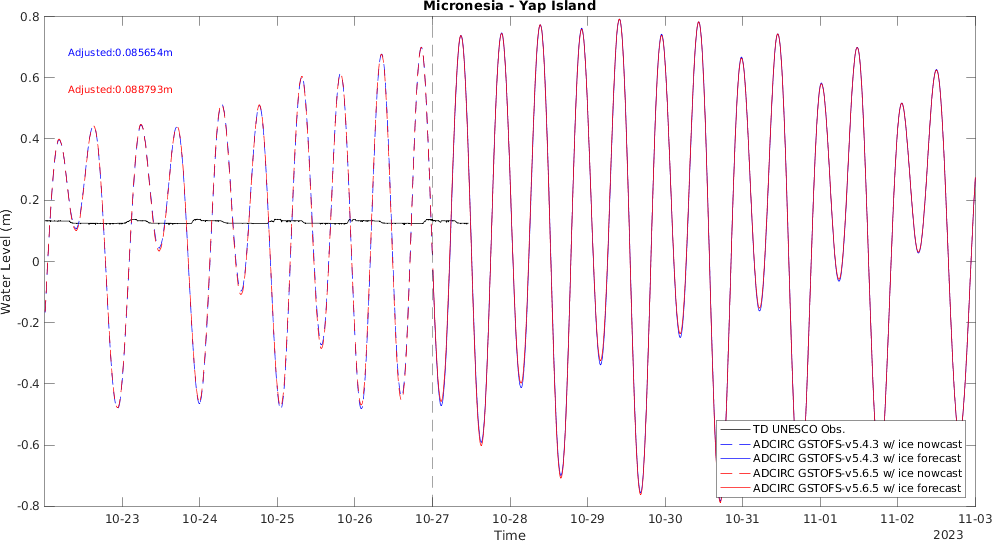 Micronesia - Yap Island
Adjusted:0.085654m
Adjusted:0.088793m
Water Level (m)
0.8
0.6
0.4
0.2
0
-0.2
-0.4
-0.6
-0.8
TD UNESCO Obs.
ADCIRC GSTOFS-v5.4.3 w/ ice nowcast
ADCIRC GSTOFS-v5.4.3 w/ ice forecast
ADCIRC GSTOFS-v5.6.5 w/ ice nowcast
ADCIRC GSTOFS-v5.6.5 w/ ice forecast
10-23 10-24 10-25 10-26 10-27 10-28 10-29 10-30 10-31 11-01 11-02 11-03
Time
2023